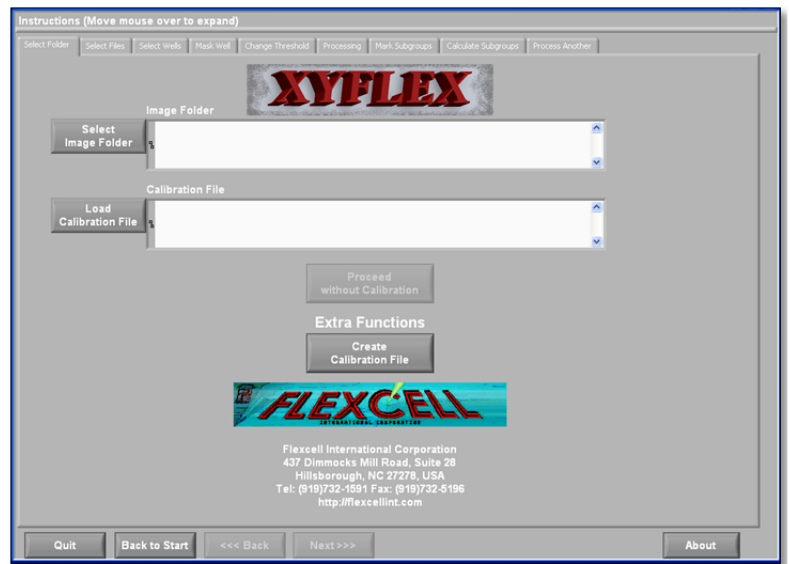 Instructions (Move mouse over to expand)
Select Folder
Select Files
Select Wells
Mask Well
Change Threshold
Processing
Mark Subgroups
Calculate Subgroups
Process Another
XYFLEX
Image Folder
Select
Image Folder
Calibration File
Load
Calibration File
Proceed
without Calibration
Extra Functions
Create
Calibration File
FLEXCELL
INTERNATIONAL CORPORATION
Flexcell International Corporation
437 Dimmocks Mill Road, Suite 28
Hillsborough, NC 27278, USA
Tel: (919)732-1591 Fax: (919)732-5196
http://flexcellint.com
Quit
Back to Start
<<< Back
Next >>>
About